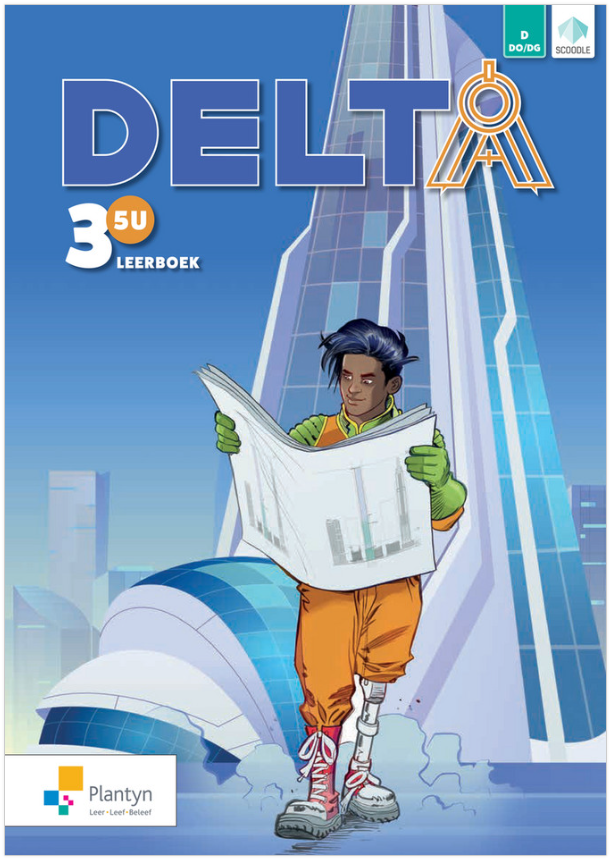 D
DO/DG
SCOODLE
DELTA
3
5U
LEERBOEK
Plantyn
Leer•Leef•Beleef